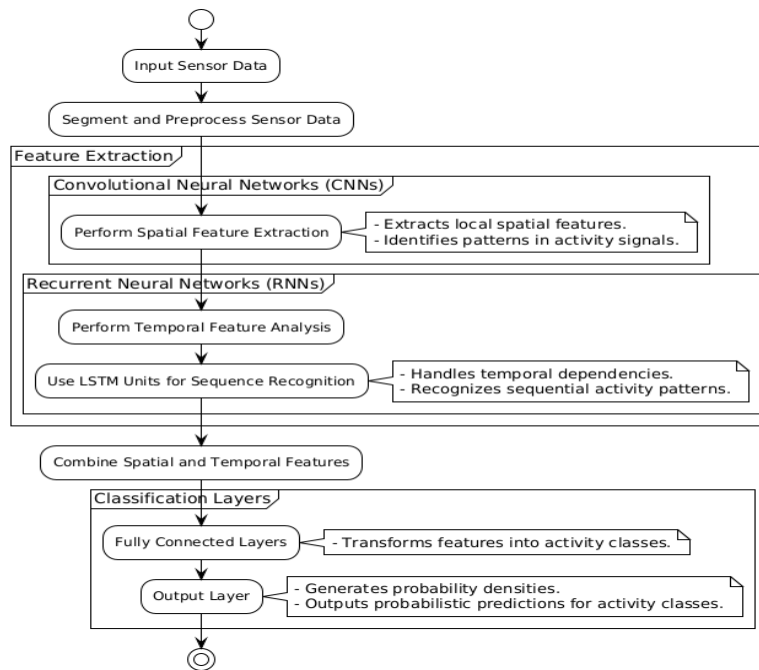 Input Sensor Data
Segment and Preprocess Sensor Data
Feature Extraction
Convolutional Neural Networks (CNNs)
Perform Spatial Feature Extraction
- Extracts local spatial features.
- Identifies patterns in activity signals.
Recurrent Neural Networks (RNNs)
Perform Temporal Feature Analysis
Use LSTM Units for Sequence Recognition
- Handles temporal dependencies.
- Recognizes sequential activity patterns.
Combine Spatial and Temporal Features
Classification Layers
Fully Connected Layers
- Transforms features into activity classes.
Output Layer
- Generates probability densities.
- Outputs probabilistic predictions for activity classes.